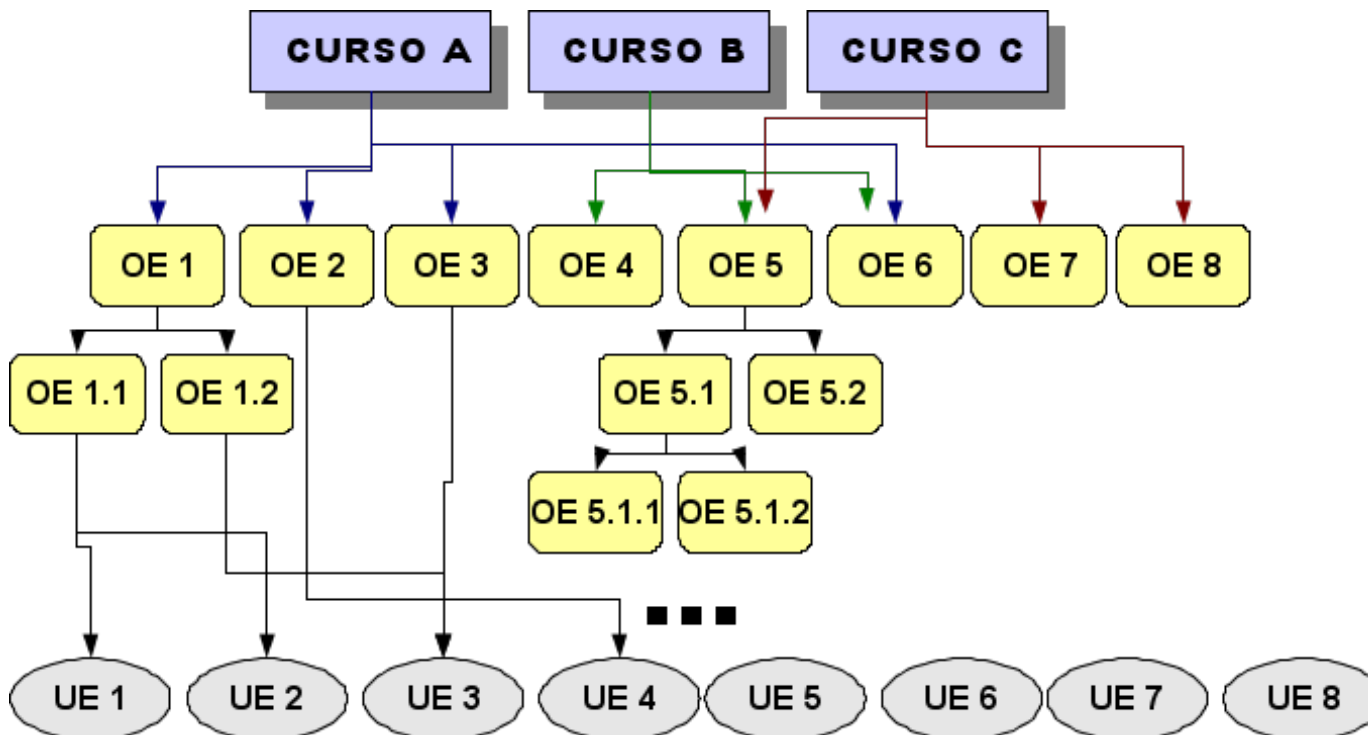 CURSO A
CURSO B
CURSO C
OE 1
OE 2
OE 3
OE 4
OE 5
OE 6
OE 7
OE 8
OE 1.1
OE 1.2
OE 5.1
OE 5.2
OE 5.1.1
OE 5.1.2
...
UE 1
UE 2
UE 3
UE 4
UE 5
UE 6
UE 7
UE 8